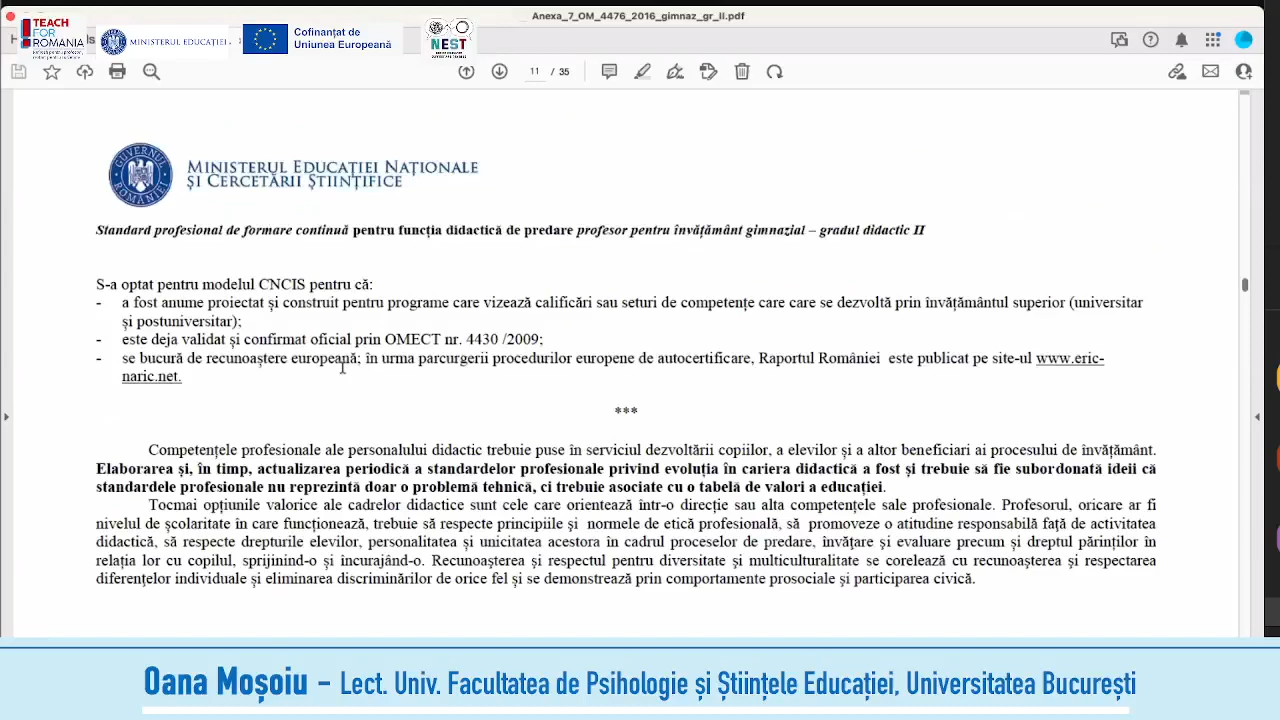 Anexa_7_OM_4476_2016_gimnaz_gr_II.pdf
TEACH
FOR
ROMANIA
MINISTERUL EDUCAȚIEI
Cofinanțat de
Uniunea Europeană
NEST
11 / 35
GUVERNUL ROMÂNIEI
MINISTERUL EDUCAȚIEI NAȚIONALE
ȘI CERCETĂRII ȘTIINȚIFICE
Standard profesional de formare continuă pentru funcția didactică de predare profesor pentru învățământ gimnazial – gradul didactic II
S-a optat pentru modelul CNCIS pentru că:
- a fost anume proiectat și construit pentru programe care vizează calificări sau seturi de competențe care care se dezvoltă prin învățământul superior (universitar
și postuniversitar);
- este deja validat și confirmat oficial prin OMECT nr. 4430 /2009;
- se bucură de recunoaștere europeană; în urma parcurgerii procedurilor europene de autocertificare, Raportul României este publicat pe site-ul www.eric-
naric.net.
***
Competențele profesionale ale personalului didactic trebuie puse în serviciul dezvoltării copiilor, a elevilor și a altor beneficiari ai procesului de învățământ.
Elaborarea și, în timp, actualizarea periodică a standardelor profesionale privind evoluția în cariera didactică a fost și trebuie să fie subordonată ideii că
standardele profesionale nu reprezintă doar o problemă tehnică, ci trebuie asociate cu o tabelă de valori a educației.
Tocmai opțiunile valorice ale cadrelor didactice sunt cele care orientează într-o direcție sau alta competențele sale profesionale. Profesorul, oricare ar fi
nivelul de școlaritate în care funcționează, trebuie să respecte principiile și normele de etică profesională, să promoveze o atitudine responsabilă față de activitatea
didactică, să respecte drepturile elevilor, personalitatea și unicitatea acestora în cadrul proceselor de predare, învățare și evaluare precum și dreptul părinților în
relația lor cu copilul, sprijinind-o și incurajând-o. Recunoașterea și respectul pentru diversitate și multiculturalitate se corelează cu recunoașterea și respectarea
diferențelor individuale și eliminarea discriminărilor de orice fel și se demonstrează prin comportamente prosociale și participarea civică.
Oana Moșoiu – Lect. Univ. Facultatea de Psihologie și Științele Educației, Universitatea București